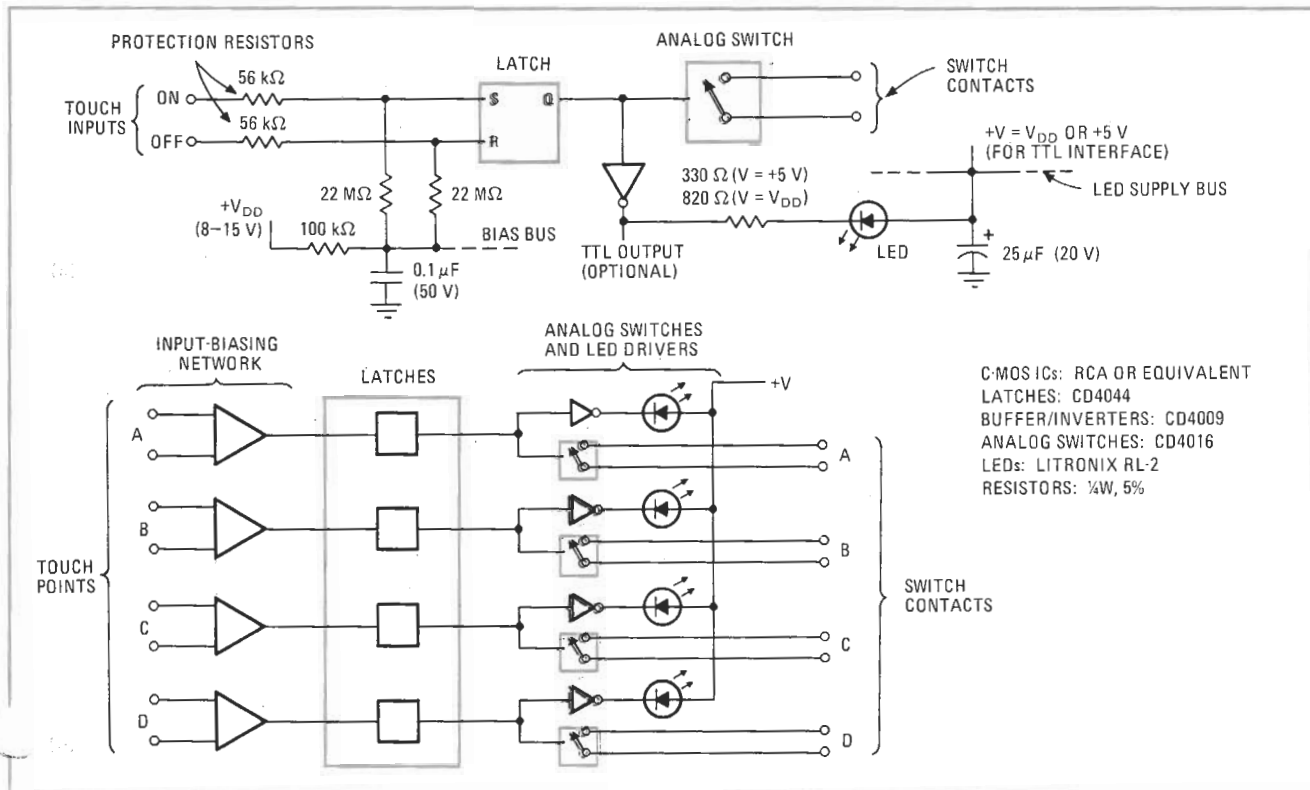 PROTECTION RESISTORS
56 kΩ
TOUCH
INPUTS
ON
OFF
56 kΩ
LATCH
S
Q
R
ANALOG SWITCH
SWITCH
CONTACTS
+V = VDD OR +5 V
(FOR TTL INTERFACE)
LED SUPPLY BUS
330 Ω (V = +5 V)
820 Ω (V = VDD)
22 MΩ
22 MΩ
+VDD
(8–15 V)
100 kΩ
BIAS BUS
0.1 μF
(50 V)
TTL OUTPUT
(OPTIONAL)
LED
+
25 μF (20 V)
INPUT-BIASING
NETWORK
LATCHES
ANALOG SWITCHES
AND LED DRIVERS
+V
C-MOS ICs: RCA OR EQUIVALENT
LATCHES: CD4044
BUFFER/INVERTERS: CD4009
ANALOG SWITCHES: CD4016
LEDs: LITRONIX RL-2
RESISTORS: ¼W, 5%
TOUCH
POINTS
A
B
C
D
A
B
C
D
SWITCH
CONTACTS